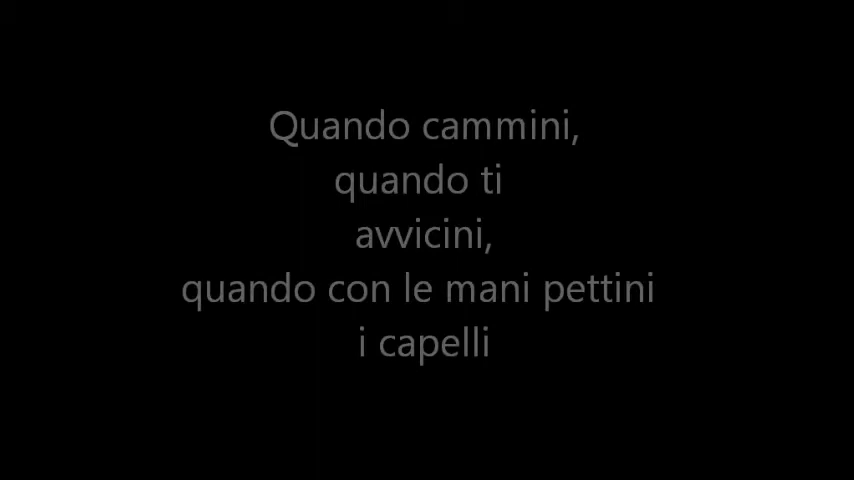 Quando cammini,
quando ti
avvicini,
quando con le mani pettini
i capelli